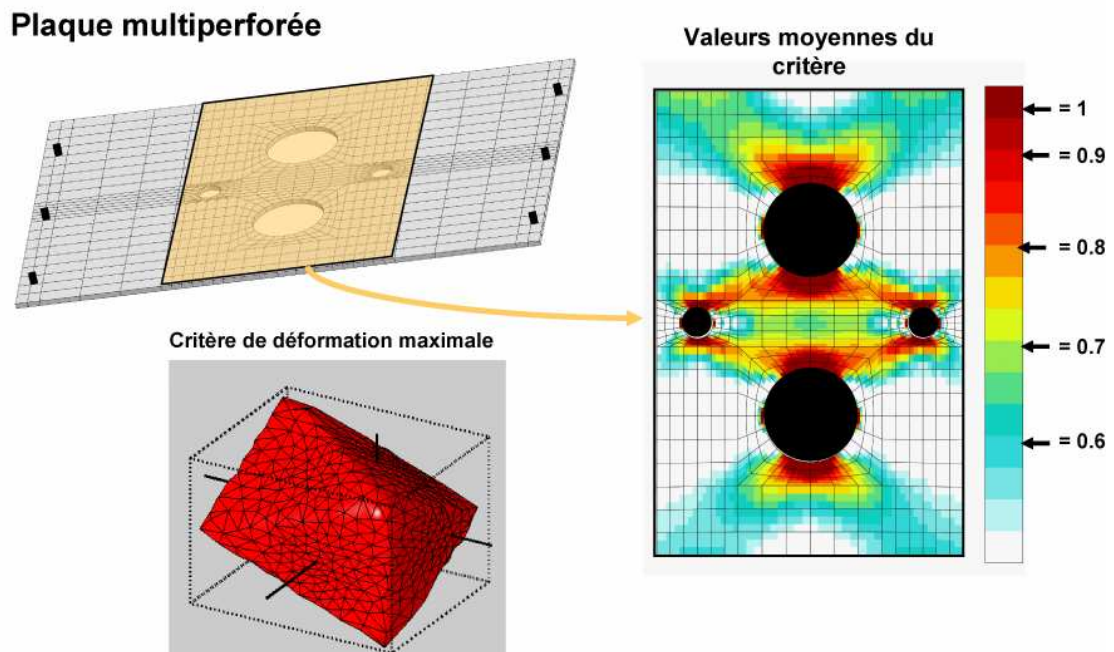 Plaque multiperforée
Valeurs moyennes du
critère
= 1
= 0.9
= 0.8
= 0.7
= 0.6
Critère de déformation maximale